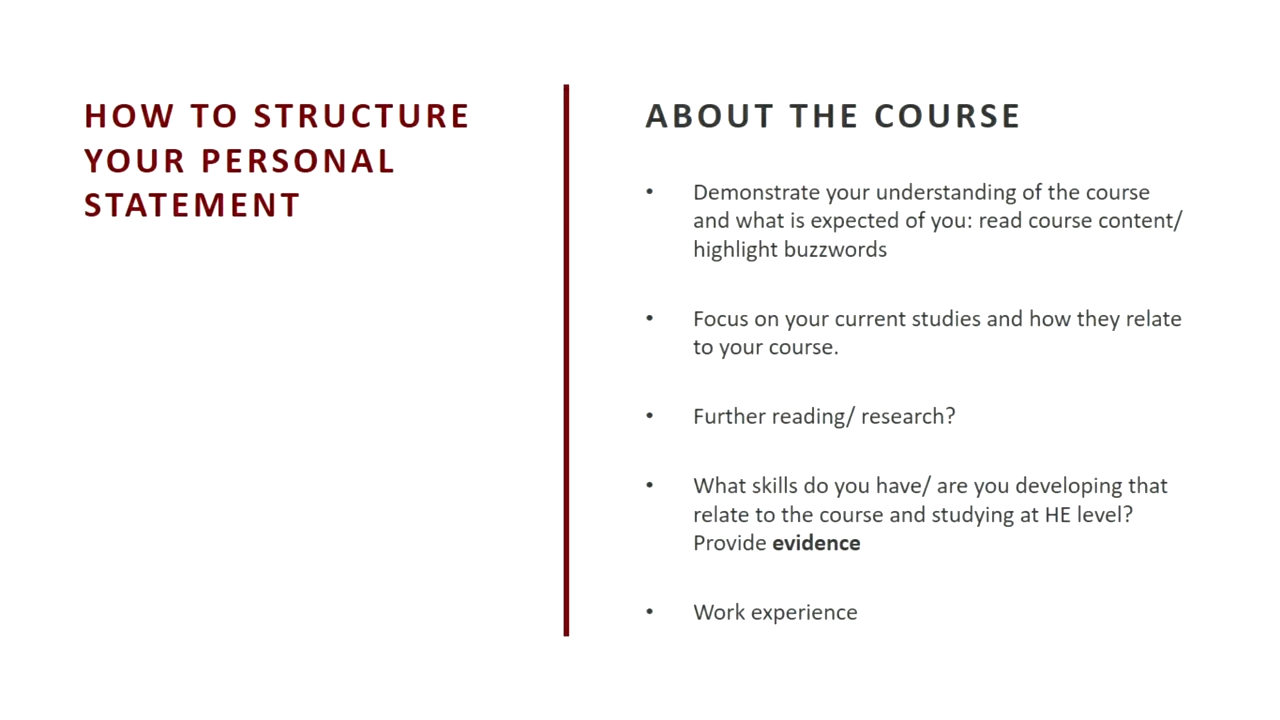 HOW TO STRUCTURE
YOUR PERSONAL
STATEMENT
ABOUT THE COURSE
• Demonstrate your understanding of the course
and what is expected of you: read course content/
highlight buzzwords
• Focus on your current studies and how they relate
to your course.
• Further reading/ research?
• What skills do you have/ are you developing that
relate to the course and studying at HE level?
Provide evidence
• Work experience